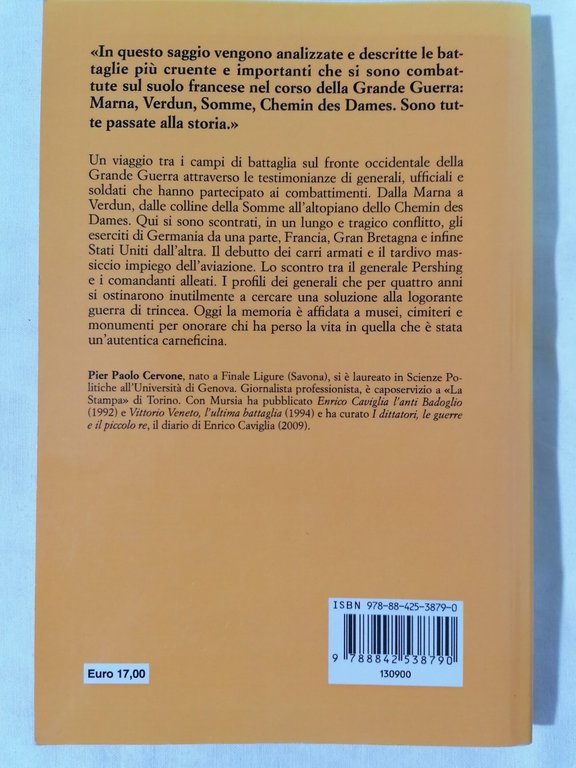 «In questo saggio vengono analizzate e descritte le bat-
taglie più cruente e importanti che si sono combat-
tute sul suolo francese nel corso della Grande Guerra:
Marna, Verdun, Somme, Chemin des Dames. Sono tut-
te passate alla storia.»
Un viaggio tra i campi di battaglia sul fronte occidentale della
Grande Guerra attraverso le testimonianze di generali, ufficiali e
soldati che hanno partecipato ai combattimenti. Dalla Marna a
Verdun, dalle colline della Somme all'altopiano dello Chemin des
Dames. Qui si sono scontrati, in un lungo e tragico conflitto, gli
eserciti di Germania da una parte, Francia, Gran Bretagna e infine
Stati Uniti dall'altra. Il debutto dei carri armati e il tardivo mas-
siccio impiego dell'aviazione. Lo scontro tra il generale Pershing
e i comandanti alleati. I profili dei generali che per quattro anni
si ostinarono inutilmente a cercare una soluzione alla logorante
guerra di trincea. Oggi la memoria è affidata a musei, cimiteri e
monumenti per onorare chi ha perso la vita in quella che è stata
un'autentica carneficina.
Pier Paolo Cervone, nato a Finale Ligure (Savona), si è laureato in Scienze Po-
litiche all'Università di Genova. Giornalista professionista, è caposervizio a «La
Stampa» di Torino. Con Mursia ha pubblicato Enrico Caviglia l'anti Badoglio
(1992) e Vittorio Veneto, l'ultima battaglia (1994) e ha curato I dittatori, le guerre
e il piccolo re, il diario di Enrico Caviglia (2009).
ISBN 978-88-425-3879-0
9 788842 538790
130900
Euro 17,00